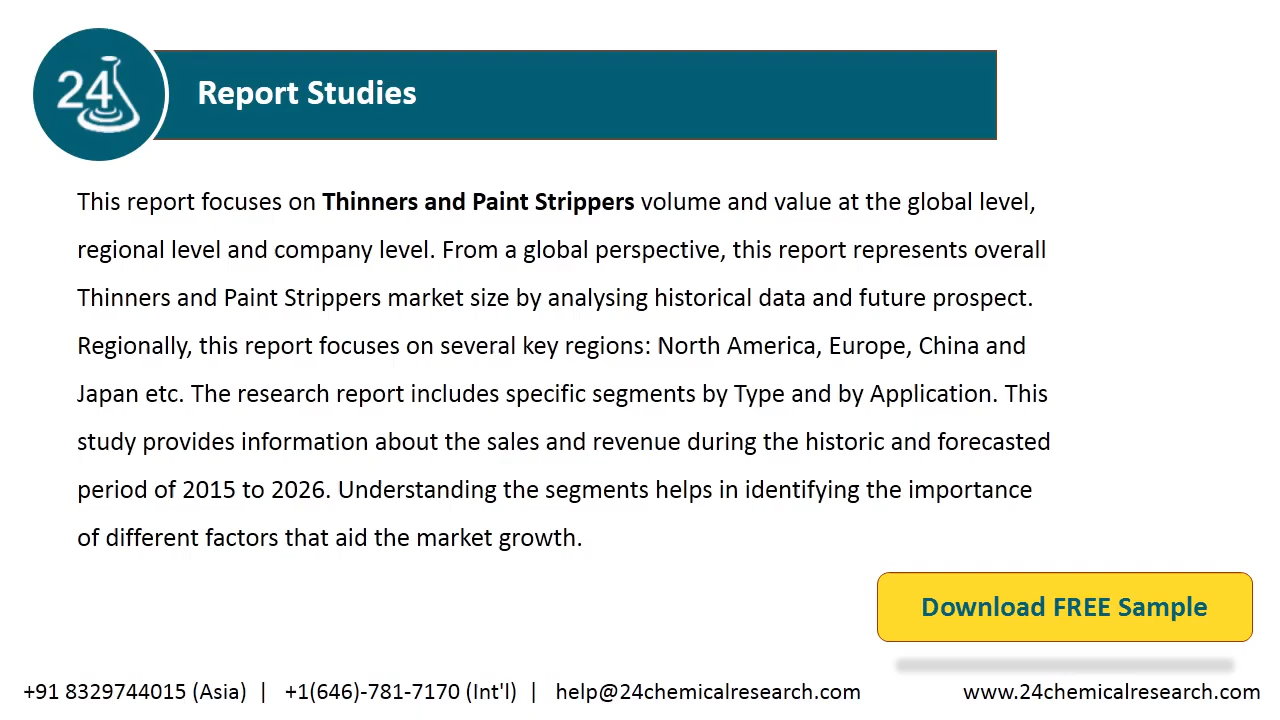 24
Report Studies
This report focuses on Thinners and Paint Strippers volume and value at the global level,
regional level and company level. From a global perspective, this report represents overall
Thinners and Paint Strippers market size by analysing historical data and future prospect.
Regionally, this report focuses on several key regions: North America, Europe, China and
Japan etc. The research report includes specific segments by Type and by Application. This
study provides information about the sales and revenue during the historic and forecasted
period of 2015 to 2026. Understanding the segments helps in identifying the importance
of different factors that aid the market growth.
Download FREE Sample
+91 8329744015 (Asia) | +1(646)-781-7170 (Int'l) | help@24chemicalresearch.com www.24chemicalresearch.com